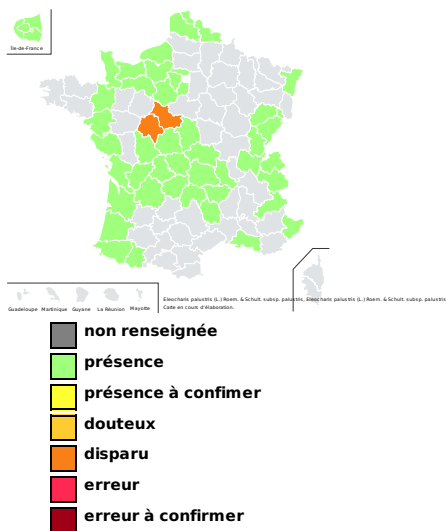 Île-de-France
Guadeloupe Martinique Guyane La Réunion Mayotte
Eleocharis palustris (L.) Roem. & Schult. subsp. palustris, Eleocharis palustris (L.) Roem. & Schult. subsp. palustris
Carte en cours d'élaboration.
non renseignée
présence
présence à confimer
douteux
disparu
erreur
erreur à confirmer